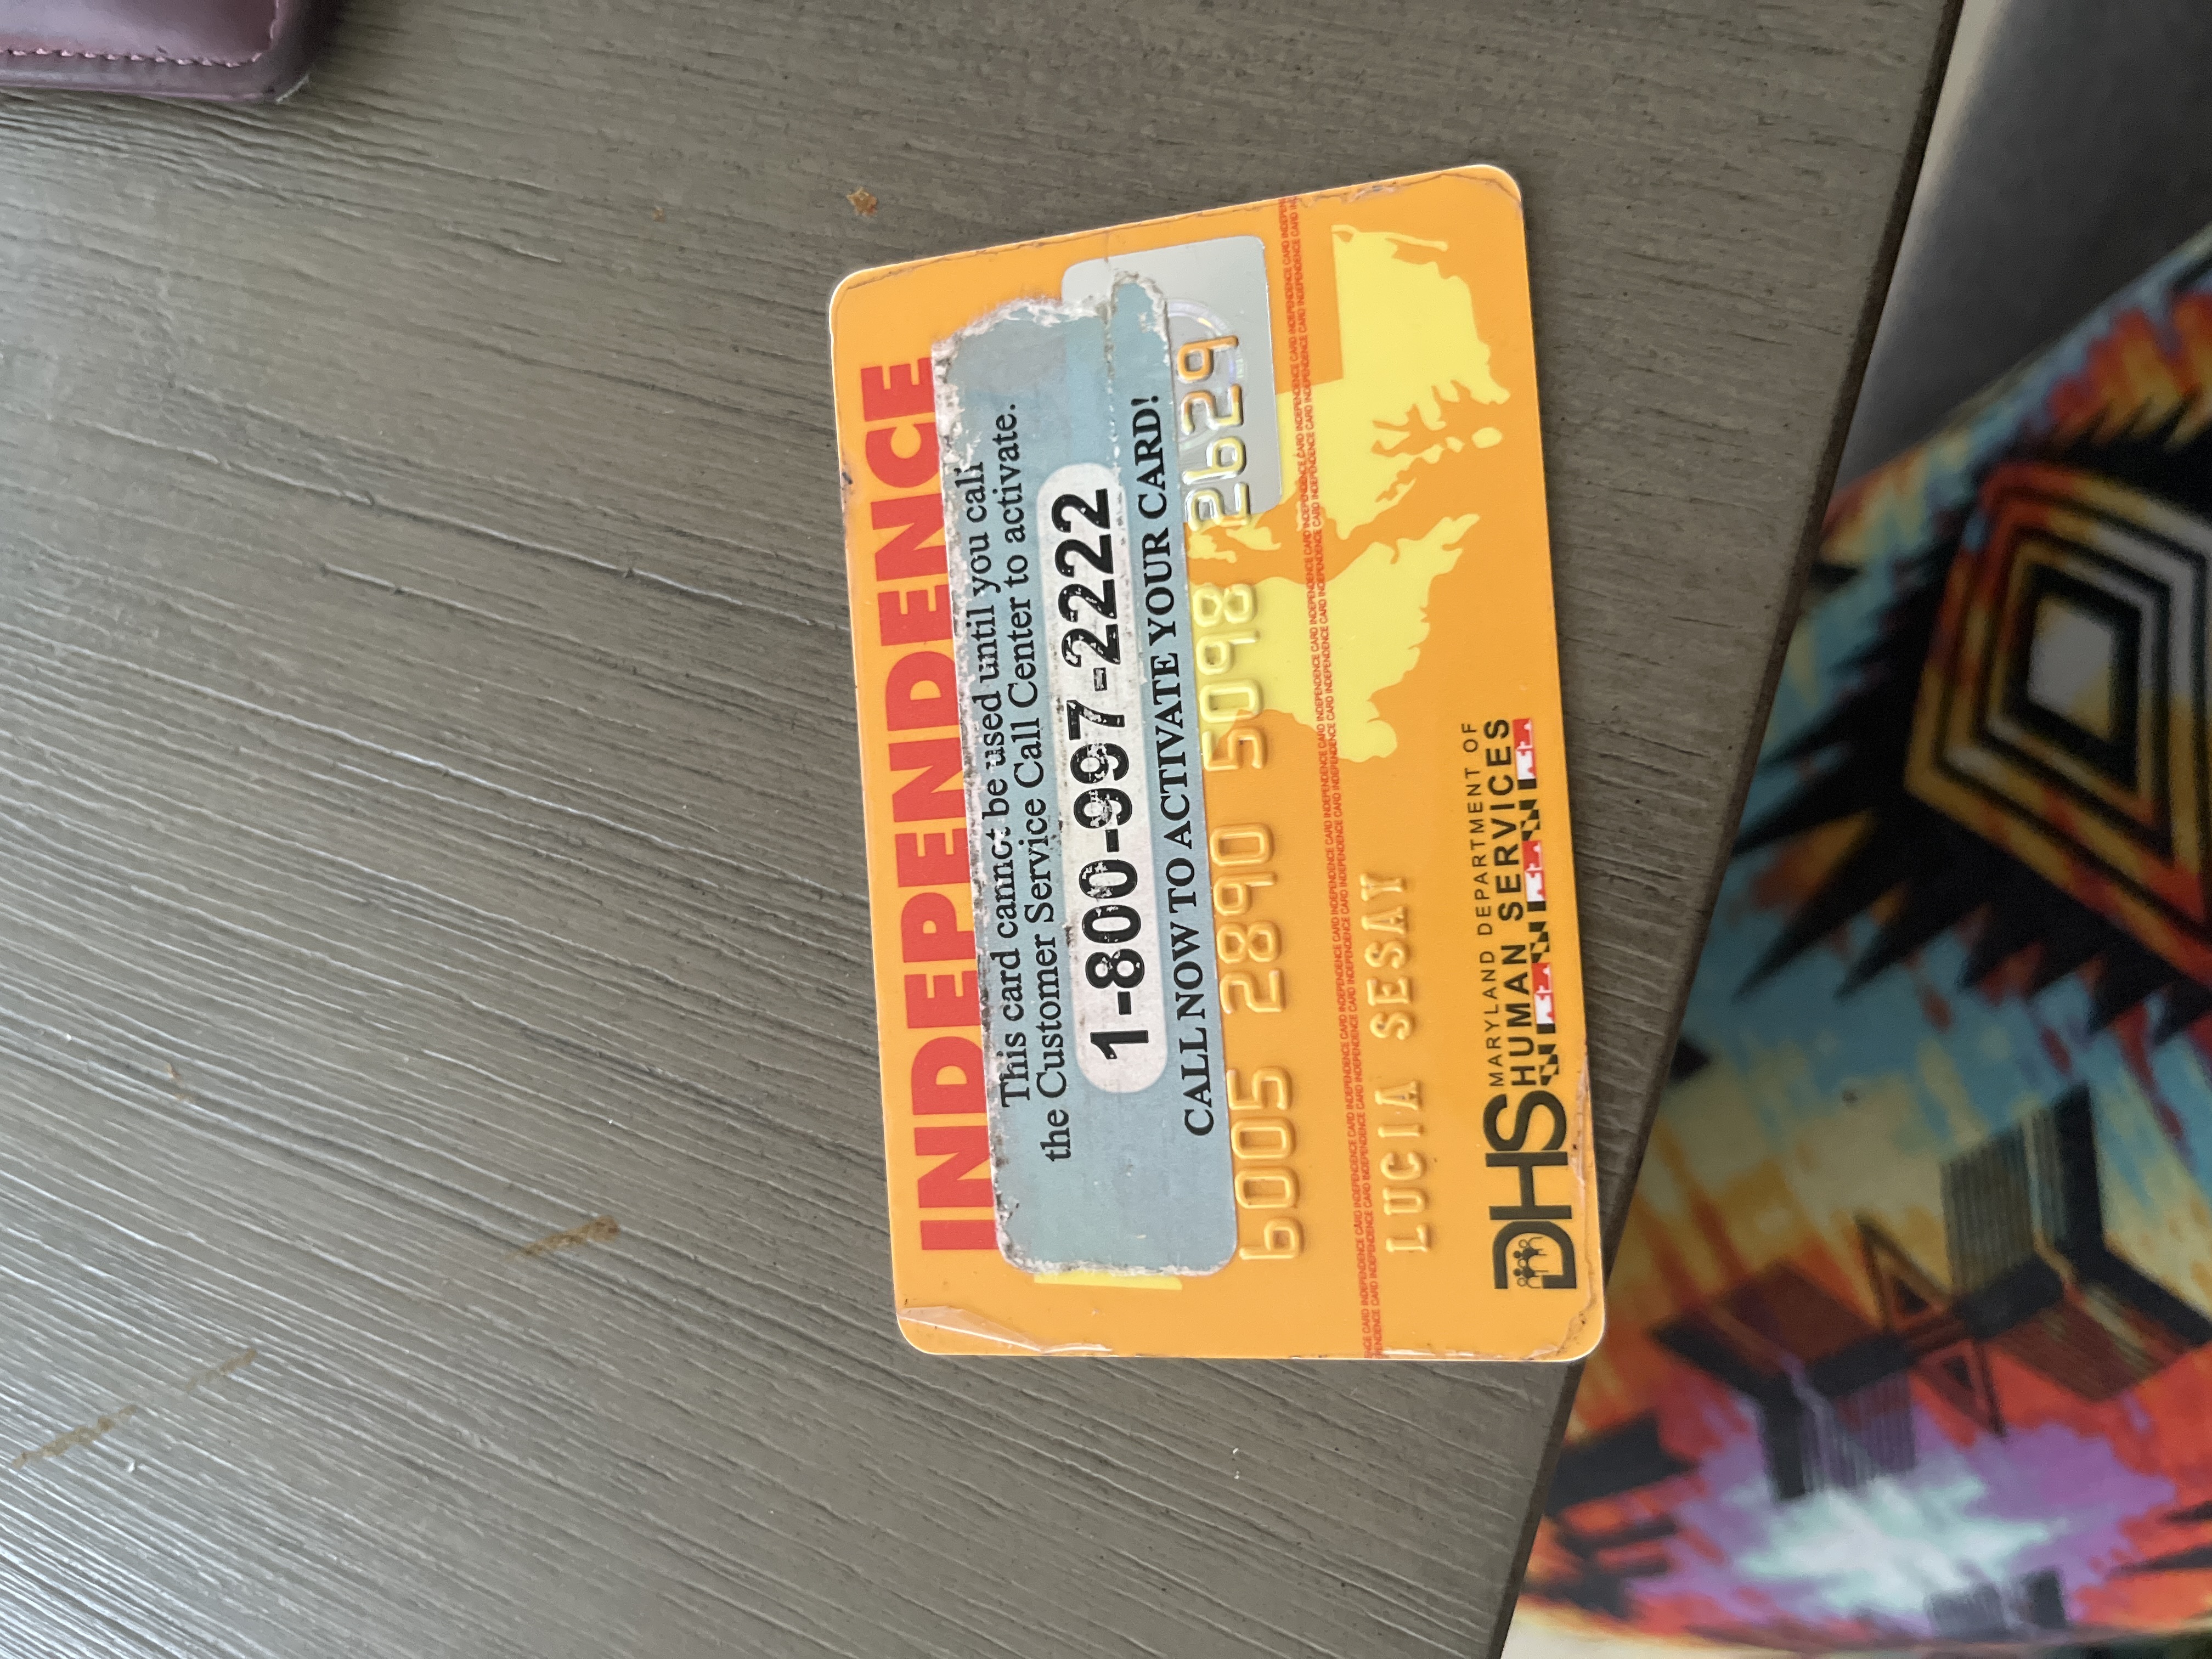 INDEPENDENCE
This card cannot be used until you call
the Customer Service Call Center to activate.
1-800-997-2222
CALL NOW TO ACTIVATE YOUR CARD!
6005 2890 5098 2629
LUCIA SESAY
DHS
MARYLAND DEPARTMENT OF
HUMAN SERVICES